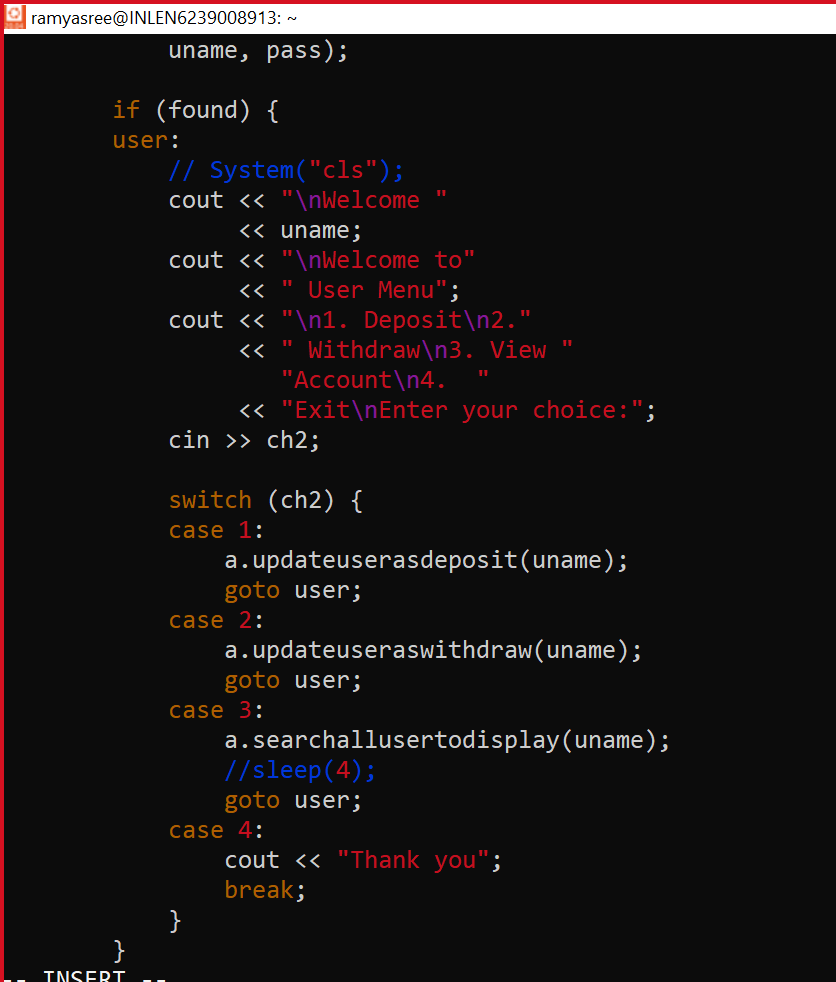 ramyasree@INLEN6239008913: ~
uname, pass);
if (found) {
user:
// System("cls");
cout << "\nWelcome "
<< uname;
cout << "\nWelcome to"
<< " User Menu";
cout << "\n1. Deposit\n2."
<< " Withdraw\n3. View "
"Account\n4.  "
<< "Exit\nEnter your choice:";
cin >> ch2;
switch (ch2) {
case 1:
a.updateuserasdeposit(uname);
goto user;
case 2:
a.updateuseraswithdraw(uname);
goto user;
case 3:
a.searchallusertodisplay(uname);
//sleep(4);
goto user;
case 4:
cout << "Thank you";
break;
}
}
-- INSERT --